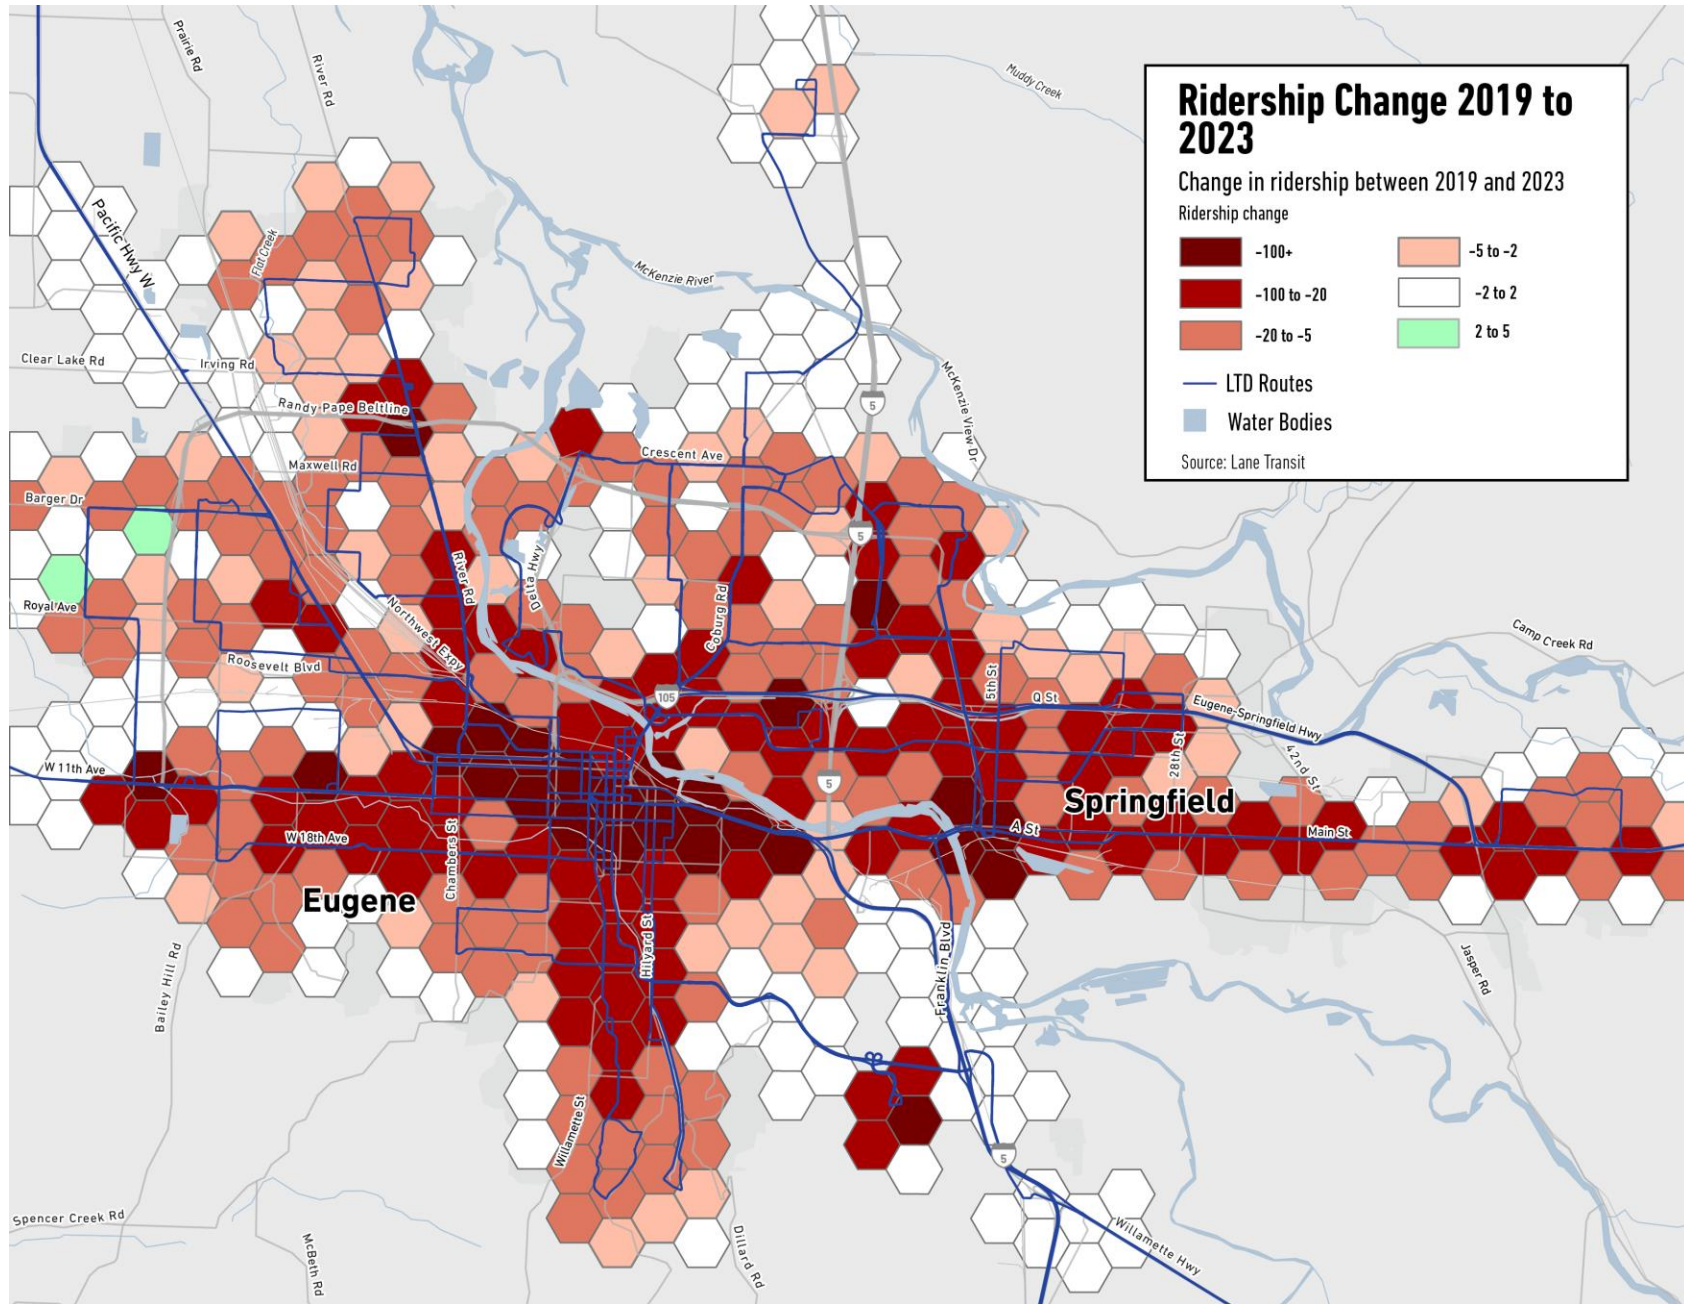 Ridership Change 2019 to
2023
Change in ridership between 2019 and 2023
Ridership change
-100+
-100 to -20
-20 to -5
-5 to -2
-2 to 2
2 to 5
LTD Routes
Water Bodies
Source: Lane Transit
Prairie Rd
River Rd
Muddy Creek
Pacific Hwy W
Flat Creek
McKenzie River
Clear Lake Rd
Irving Rd
Randy Pape Beltline
5
McKenzie View Dr
Maxwell Rd
Crescent Ave
Barger Dr
5
River Rd
Delta Hwy
Royal Ave
Northwest Expy
Coburg Rd
Camp Creek Rd
Roosevelt Blvd
105
5th St
Q St
Eugene-Springfield Hwy
28th St
42nd St
W 11th Ave
5
Springfield
A St
Main St
W 18th Ave
Chambers St
Eugene
Hilyard St
Franklin Blvd
Bailey Hill Rd
Jasper Rd
Willamette St
5
Spencer Creek Rd
McBeth Rd
Dillard Rd
Willamette Hwy